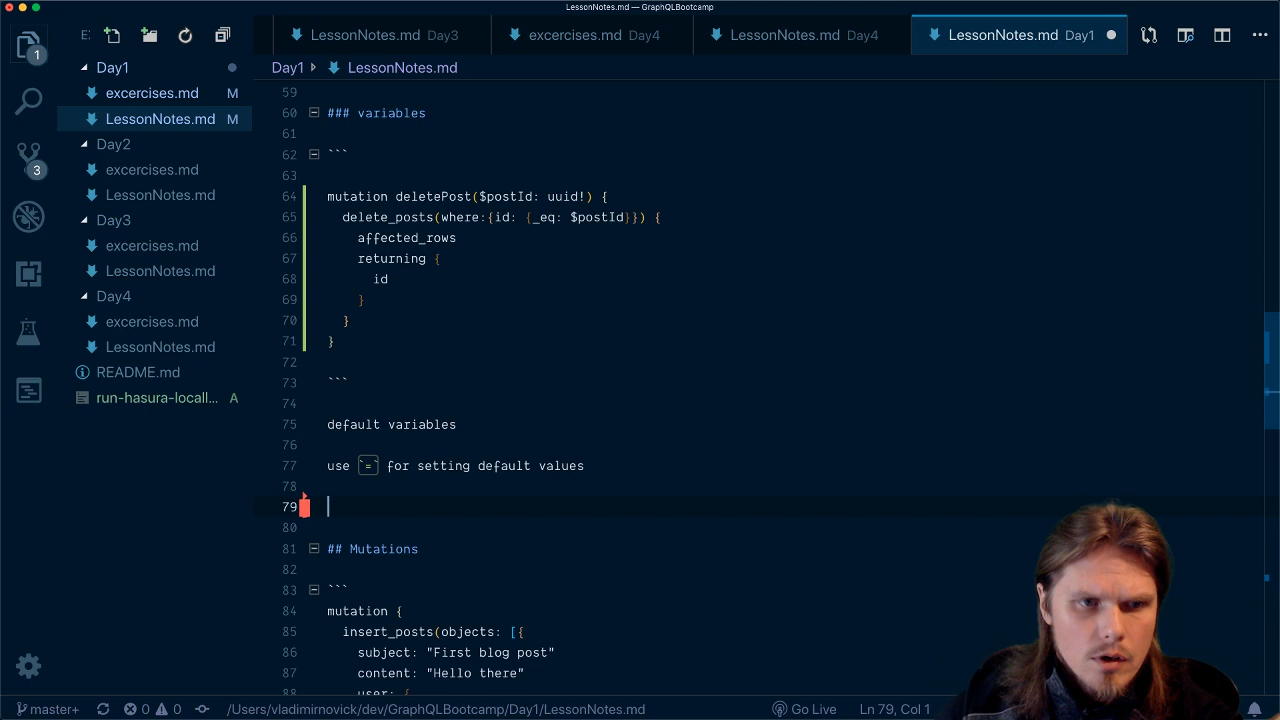 LessonNotes.md — GraphQLBootcamp
LessonNotes.md Day3
excercises.md Day4
LessonNotes.md Day4
LessonNotes.md Day1
E:
Day1
LessonNotes.md
1
Day1
excercises.md M
LessonNotes.md M
Day2
excercises.md
LessonNotes.md
Day3
excercises.md
LessonNotes.md
Day4
excercises.md
LessonNotes.md
README.md
run-hasura-locall... A
3
59
60 ### variables
61
62 ```
63
64 mutation deletePost($postId: uuid!) {
65 delete_posts(where:{id: {_eq: $postId}}) {
66 affected_rows
67 returning {
68 id
69 }
70 }
71 }
72
73 ```
74
75 default variables
76
77 use `=` for setting default values
78
79
80
81 ## Mutations
82
83 ```
84 mutation {
85 insert_posts(objects: [{
86 subject: "First blog post"
87 content: "Hello there"
88 user: {
master+ 0 0 /Users/vladimirnovick/dev/GraphQLBootcamp/Day1/LessonNotes.md Go Live Ln 79, Col 1